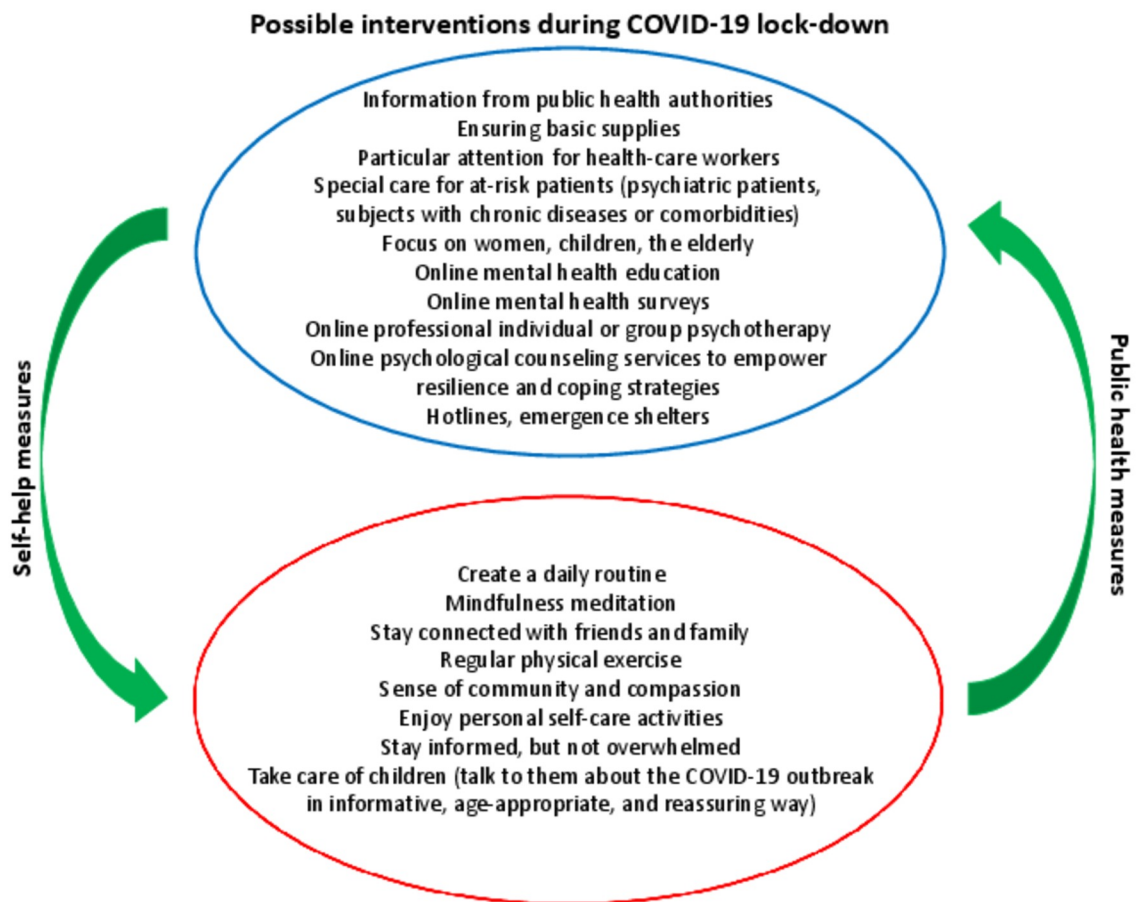 Possible interventions during COVID-19 lock-down
Information from public health authorities
Ensuring basic supplies
Particular attention for health-care workers
Special care for at-risk patients (psychiatric patients,
subjects with chronic diseases or comorbidities)
Focus on women, children, the elderly
Online mental health education
Online mental health surveys
Online professional individual or group psychotherapy
Online psychological counseling services to empower
resilience and coping strategies
Hotlines, emergence shelters
Self-help measures
Public health measures
Create a daily routine
Mindfulness meditation
Stay connected with friends and family
Regular physical exercise
Sense of community and compassion
Enjoy personal self-care activities
Stay informed, but not overwhelmed
Take care of children (talk to them about the COVID-19 outbreak
in informative, age-appropriate, and reassuring way)